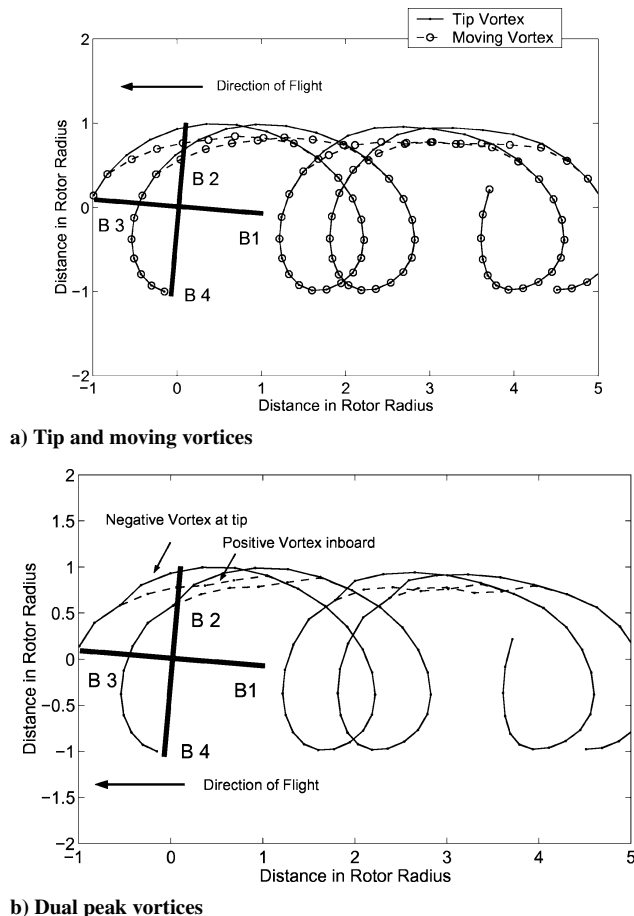 Tip Vortex
Moving Vortex
Direction of Flight
2
1
0
−1
−2
Distance in Rotor Radius
B 2
B 3
B1
B 4
−1 0 1 2 3 4 5
Distance in Rotor Radius
a) Tip and moving vortices
2
1.5
1
0.5
0
−0.5
−1
−1.5
−2
Distance in Rotor Radius
Negative Vortex at tip
Positive Vortex inboard
B 2
B 3
B1
B 4
Direction of Flight
−1 0 1 2 3 4 5
Distance in Rotor Radius
b) Dual peak vortices